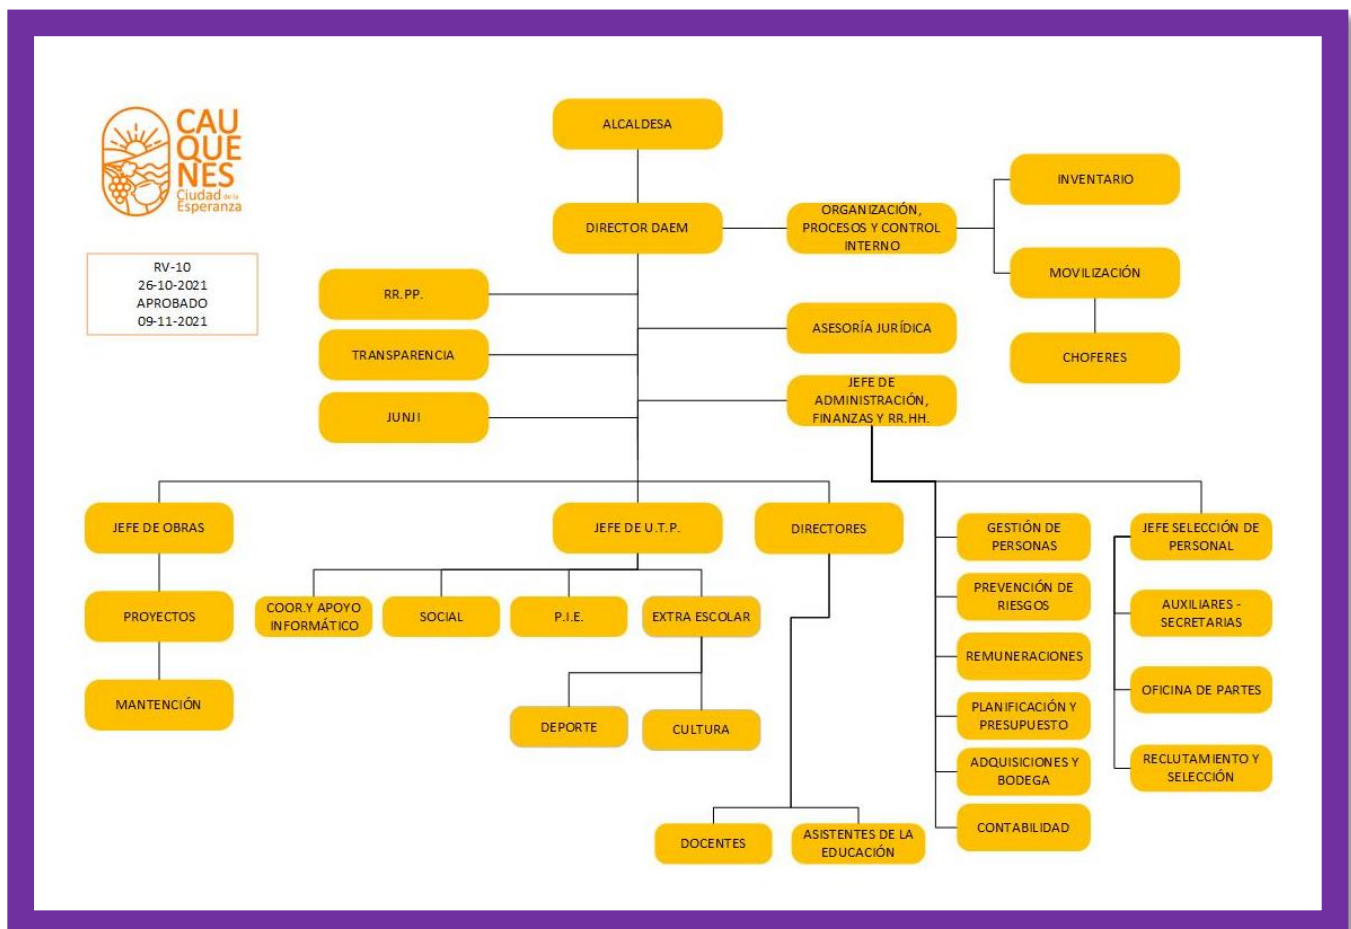 CAU
QUE
NES
Ciudad de la
Esperanza
RV-10
26-10-2021
APROBADO
09-11-2021
ALCALDESA
DIRECTOR DAEM
ORGANIZACIÓN,
PROCESOS Y CONTROL
INTERNO
INVENTARIO
MOVILIZACIÓN
CHOFERES
RR.PP.
TRANSPARENCIA
JUNJI
ASESORÍA JURÍDICA
JEFE DE
ADMINISTRACIÓN,
FINANZAS Y RR.HH.
JEFE DE OBRAS
PROYECTOS
MANTENCIÓN
JEFE DE U.T.P.
COOR.Y APOYO
INFORMÁTICO
SOCIAL
P.I.E.
EXTRA ESCOLAR
DEPORTE
CULTURA
DIRECTORES
DOCENTES
ASISTENTES DE LA
EDUCACIÓN
GESTIÓN DE
PERSONAS
PREVENCIÓN DE
RIESGOS
REMUNERACIONES
PLANIFICACIÓN Y
PRESUPUESTO
ADQUISICIONES Y
BODEGA
CONTABILIDAD
JEFE SELECCIÓN DE
PERSONAL
AUXILIARES -
SECRETARIAS
OFICINA DE PARTES
RECLUTAMIENTO Y
SELECCIÓN